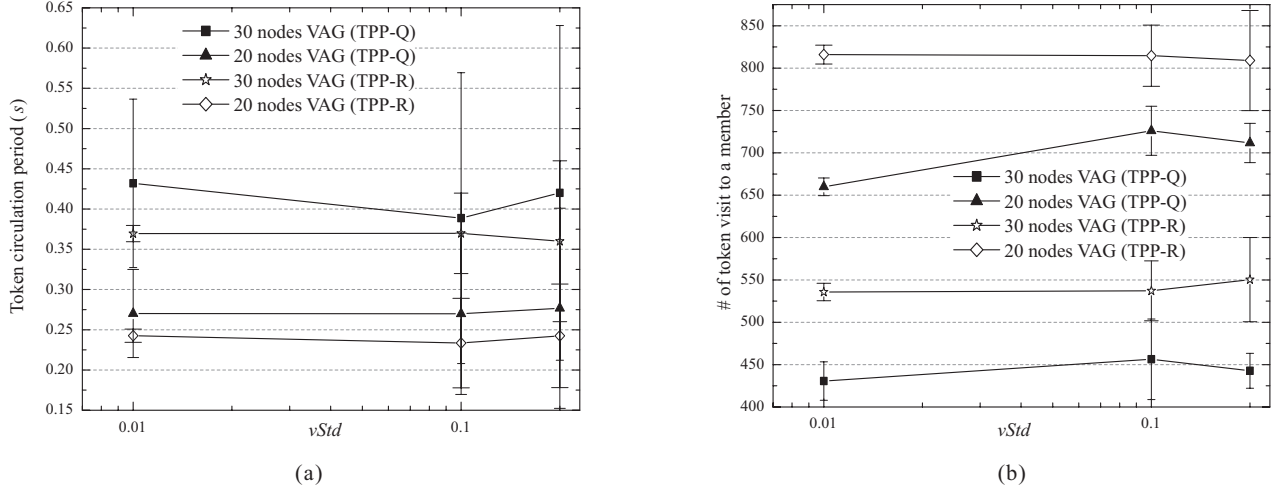 0.65
0.60
0.55
0.50
0.45
0.40
0.35
0.30
0.25
0.20
0.15
Token circulation period (s)
30 nodes VAG (TPP-Q)
20 nodes VAG (TPP-Q)
30 nodes VAG (TPP-R)
20 nodes VAG (TPP-R)
0.01
vStd
0.1
(a)
850
800
750
700
650
600
550
500
450
400
# of token visit to a member
30 nodes VAG (TPP-Q)
20 nodes VAG (TPP-Q)
30 nodes VAG (TPP-R)
20 nodes VAG (TPP-R)
0.01
vStd
0.1
(b)